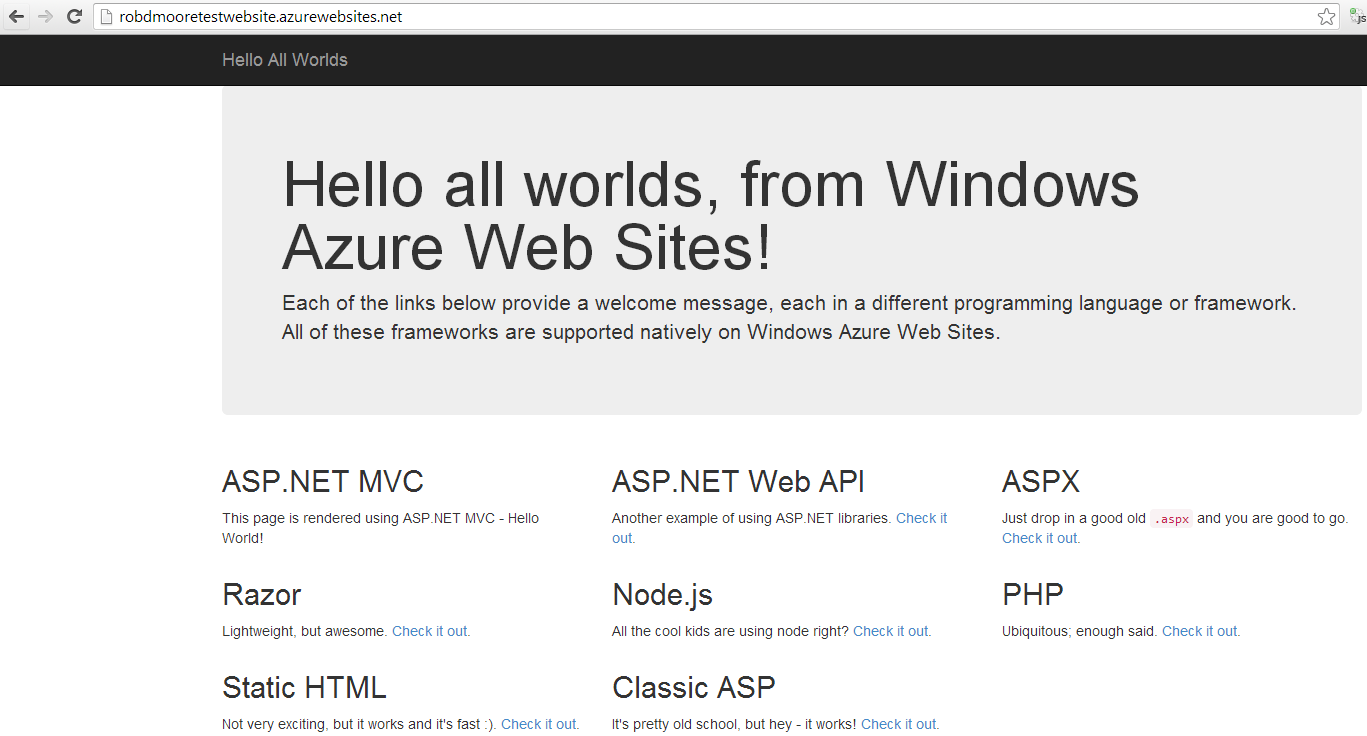 robdmooretestwebsite.azurewebsites.net
js
Hello All Worlds
Hello all worlds, from Windows
Azure Web Sites!
Each of the links below provide a welcome message, each in a different programming language or framework.
All of these frameworks are supported natively on Windows Azure Web Sites.
ASP.NET MVC
This page is rendered using ASP.NET MVC - Hello
World!
ASP.NET Web API
Another example of using ASP.NET libraries. Check it
out.
ASPX
Just drop in a good old .aspx and you are good to go.
Check it out.
Razor
Lightweight, but awesome. Check it out.
Node.js
All the cool kids are using node right? Check it out.
PHP
Ubiquitous; enough said. Check it out.
Static HTML
Not very exciting, but it works and it's fast :). Check it out.
Classic ASP
It's pretty old school, but hey - it works! Check it out.